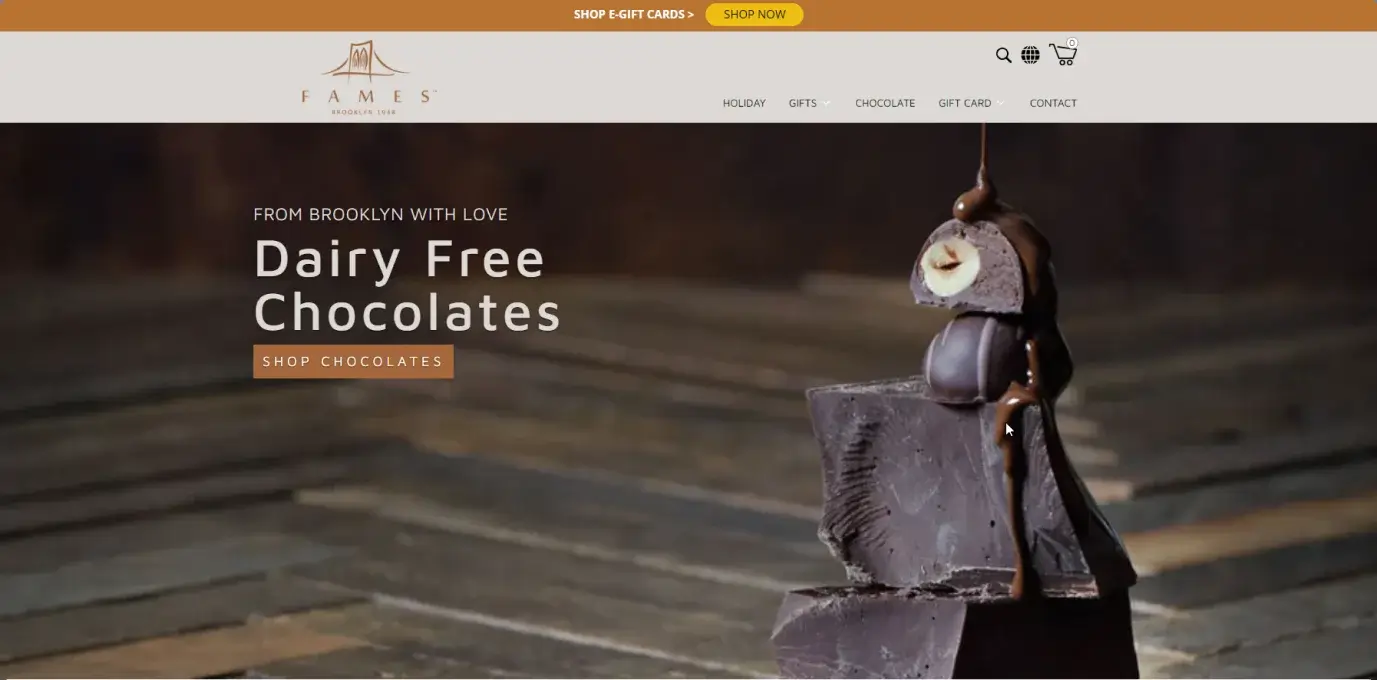 SHOP E-GIFT CARDS > SHOP NOW
FAMES™
BROOKLYN 1948
0
HOLIDAY GIFTS CHOCOLATE GIFT CARD CONTACT
FROM BROOKLYN WITH LOVE
Dairy Free
Chocolates
SHOP CHOCOLATES